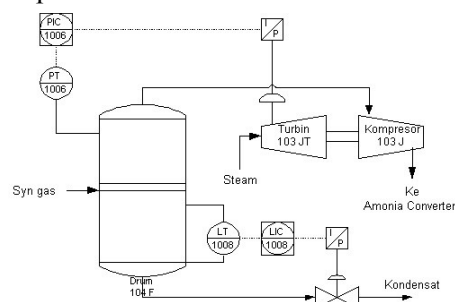 PIC
1006
I
P
PT
1006
Turbin
103 JT
Kompresor
103 J
Steam
Syn gas
Ke
Amonia Converter
LT
1008
LIC
1008
I
P
Drum
104 F
Kondensat